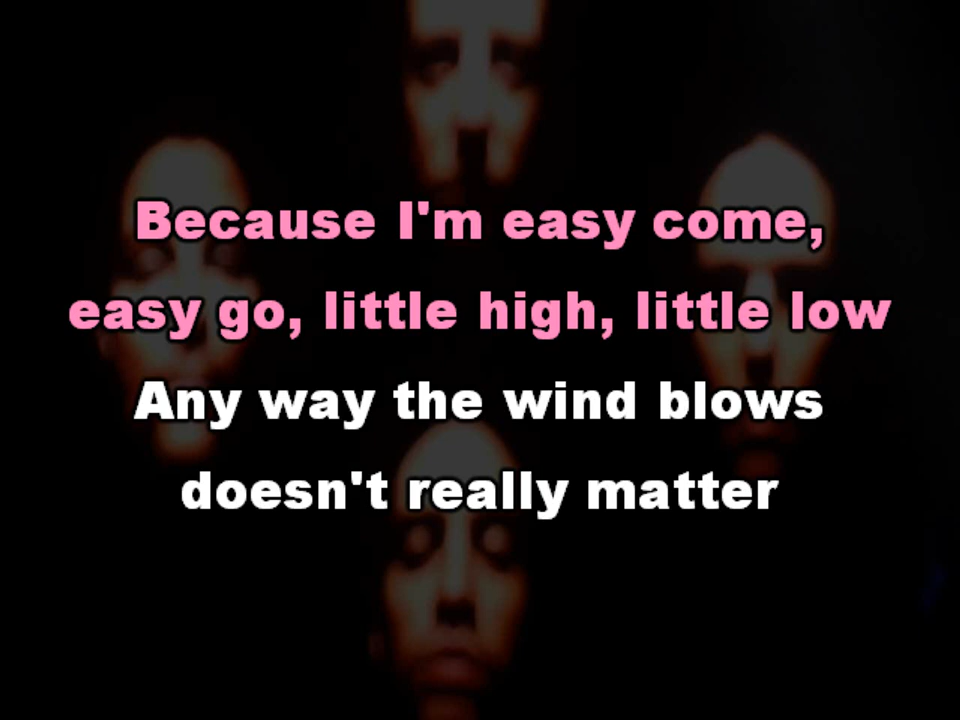 Because I'm easy come,
easy go, little high, little low
Any way the wind blows
doesn't really matter